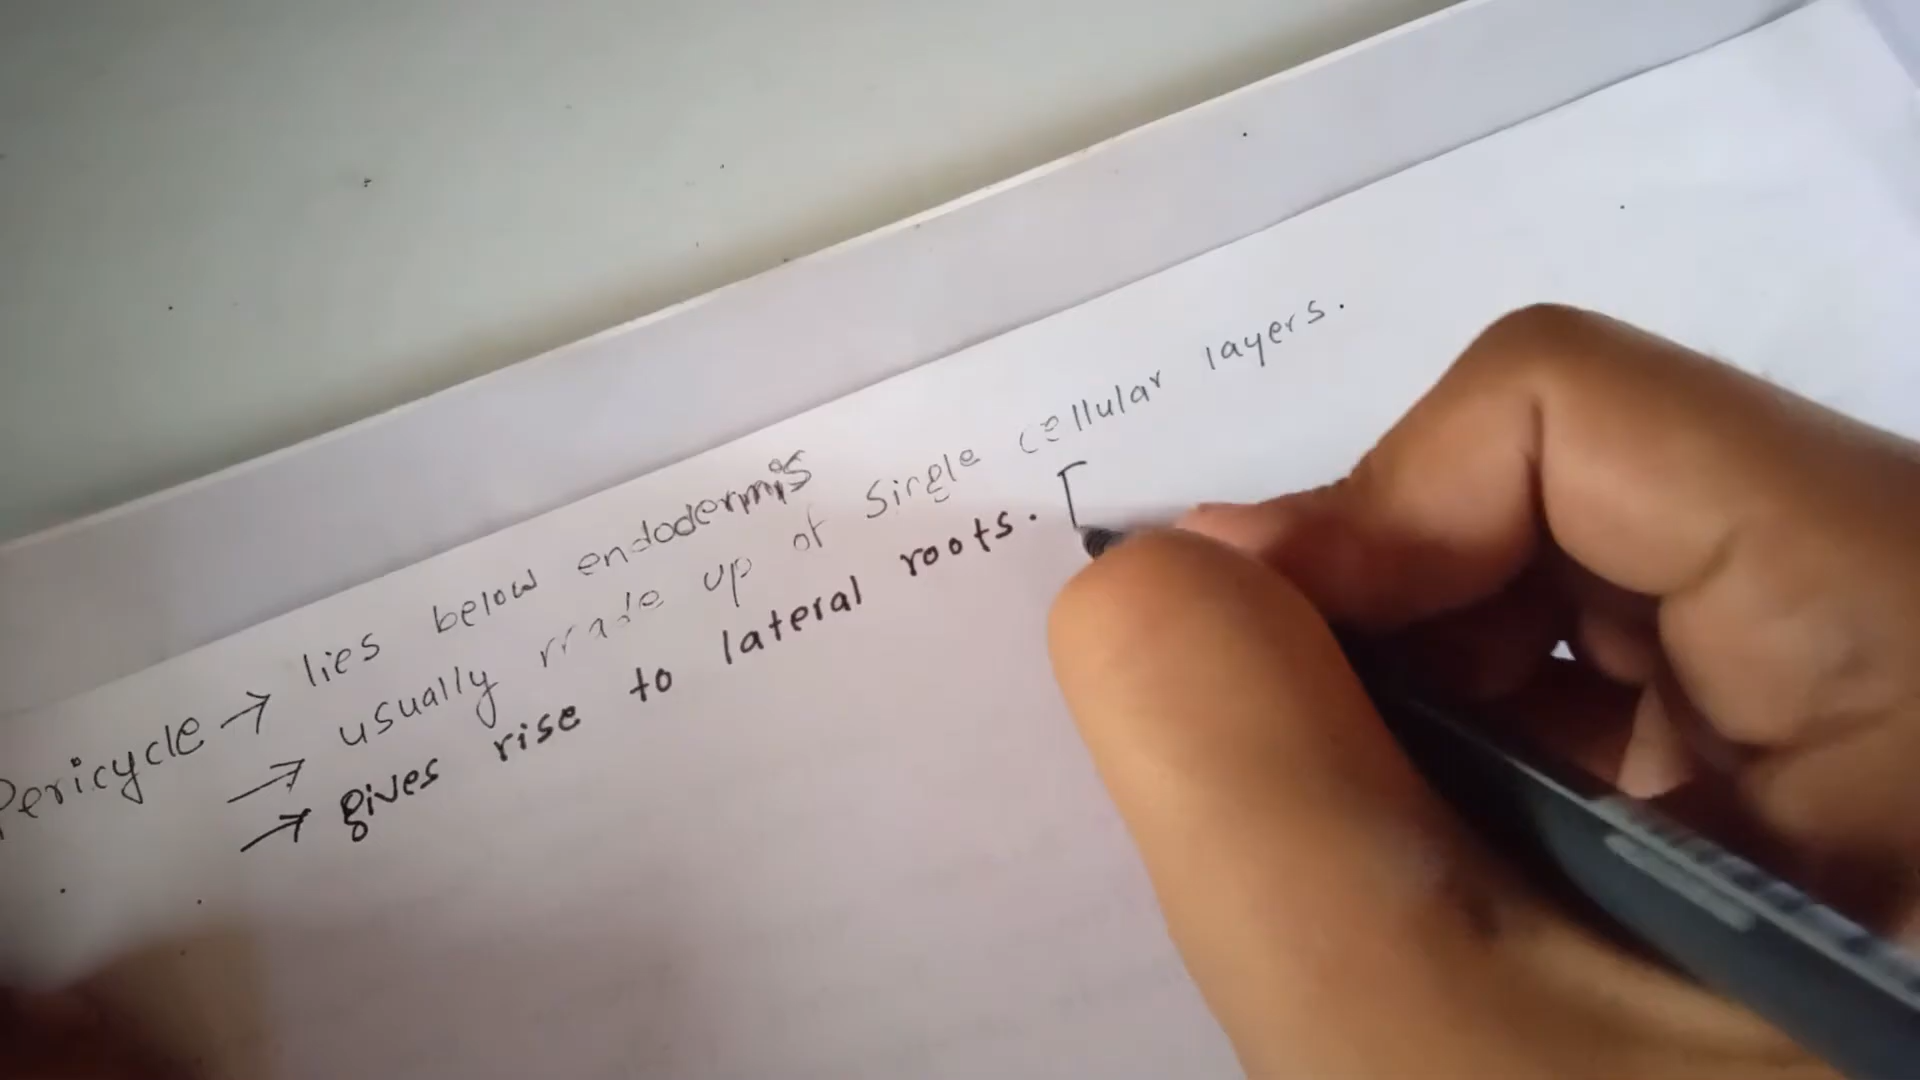 Pericycle → lies below endodermis
→ usually made up of single cellular layers.
→ gives rise to lateral roots. [